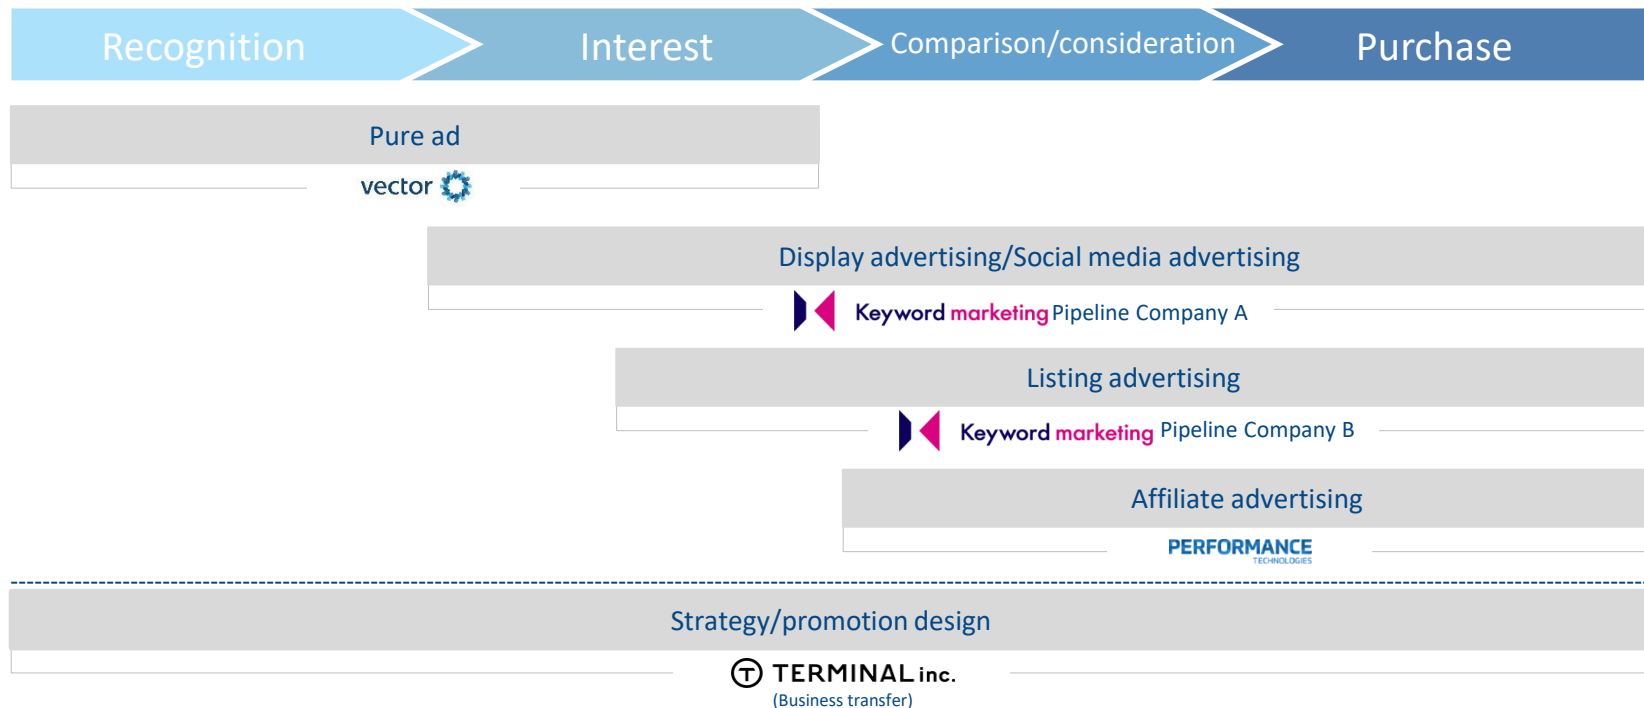 Recognition
Interest
Comparison/consideration
Purchase
Pure ad
vector
Display advertising/Social media advertising
Keyword marketing Pipeline Company A
Listing advertising
Keyword marketing Pipeline Company B
Affiliate advertising
PERFORMANCE
TECHNOLOGIES
Strategy/promotion design
T TERMINAL inc.
(Business transfer)